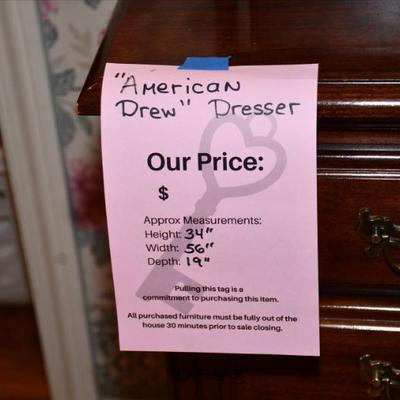 "American
Drew" Dresser
Our Price:
$
Approx Measurements:
Height: 34"
Width: 56"
Depth: 19"
Pulling this tag is a
commitment to purchasing this item.
All purchased furniture must be fully out of the
house 30 minutes prior to sale closing.